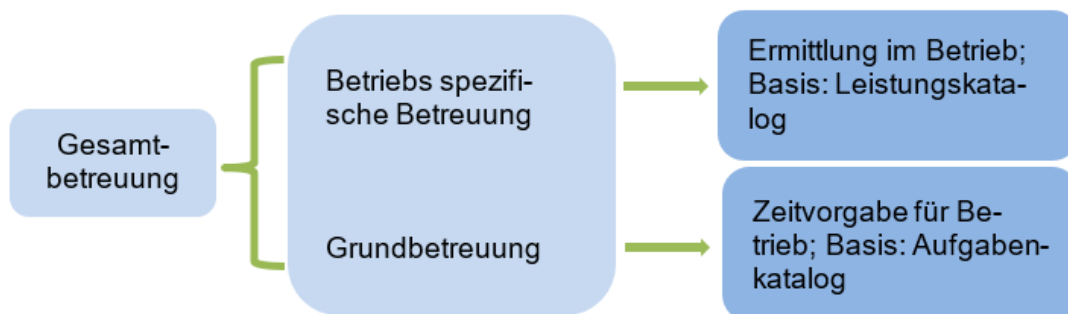 Gesamt-
betreuung
Betriebs spezifi-
sche Betreuung
Grundbetreuung
Ermittlung im Betrieb;
Basis: Leistungskata-
log
Zeitvorgabe für Be-
trieb; Basis: Aufgaben-
katalog